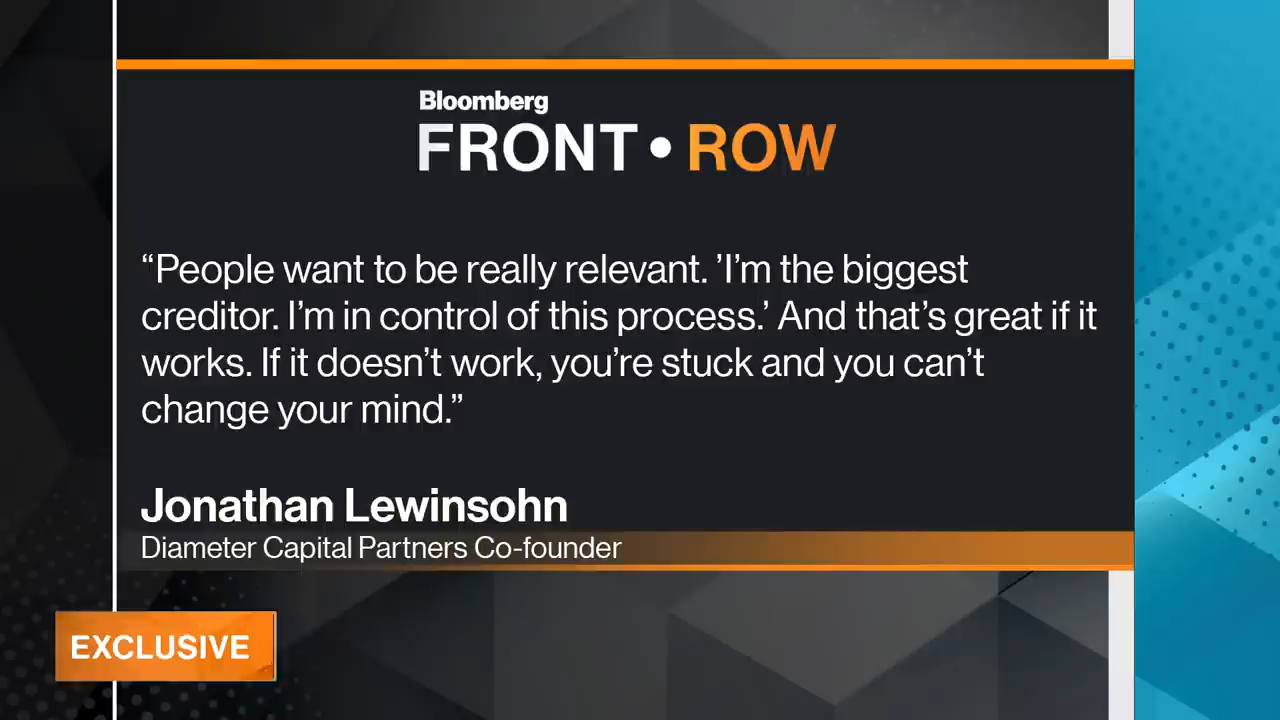 Bloomberg
FRONT • ROW
“People want to be really relevant. ’I’m the biggest
creditor. I’m in control of this process.’ And that’s great if it
works. If it doesn’t work, you’re stuck and you can’t
change your mind.”
Jonathan Lewinsohn
Diameter Capital Partners Co-founder
EXCLUSIVE